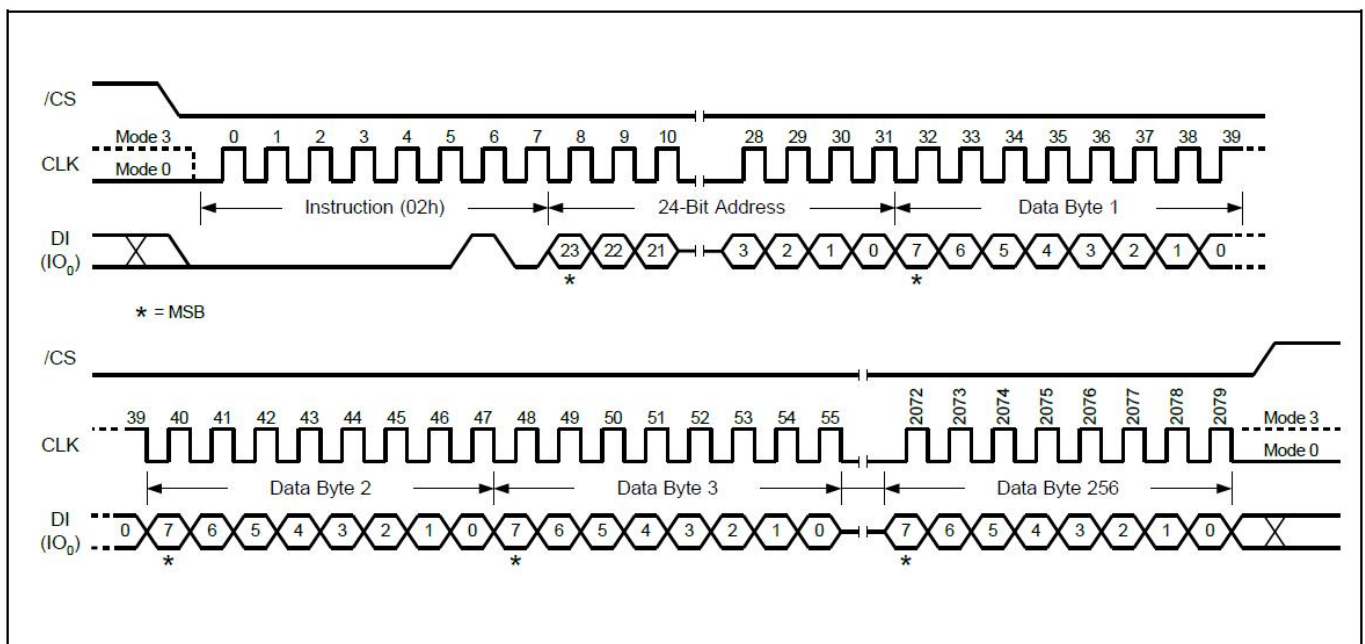 /CS
Mode 3 0 1 2 3 4 5 6 7 8 9 10 28 29 30 31 32 33 34 35 36 37 38 39
CLK Mode 0
Instruction (02h) 24-Bit Address Data Byte 1
DI
(IO0) 23 22 21 3 2 1 0 7 6 5 4 3 2 1 0
* *
* = MSB
/CS
39 40 41 42 43 44 45 46 47 48 49 50 51 52 53 54 55 2072 2073 2074 2075 2076 2077 2078 2079 Mode 3
CLK Mode 0
Data Byte 2 Data Byte 3 Data Byte 256
DI
(IO0) 0 7 6 5 4 3 2 1 0 7 6 5 4 3 2 1 0 7 6 5 4 3 2 1 0
* * *